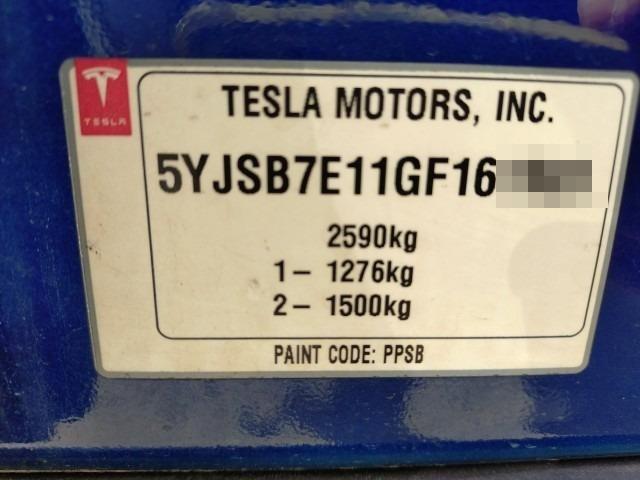 TESLA
TESLA MOTORS, INC.
5YJSB7E11GF16
2590kg
1– 1276kg
2– 1500kg
PAINT CODE: PPSB